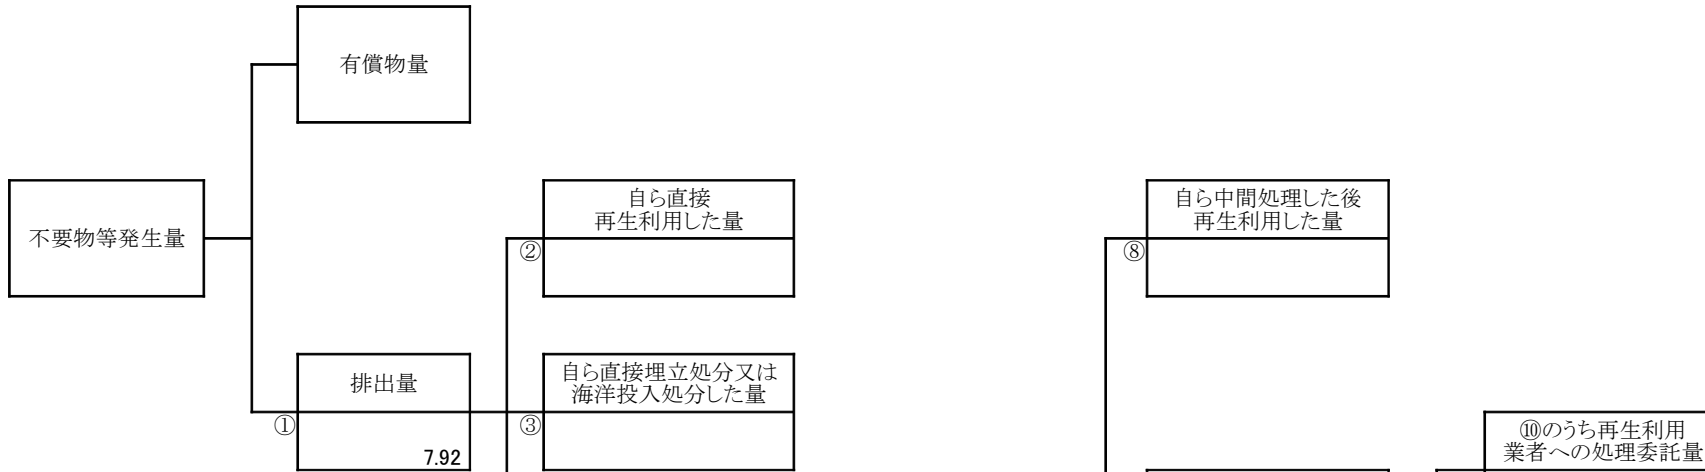 有償物量
不要物等発生量
自ら直接
再生利用した量
②
自ら中間処理した後
再生利用した量
⑧
排出量
①
7.92
自ら直接埋立処分又は
海洋投入処分した量
③
⑩のうち再生利用
業者への処理委託量